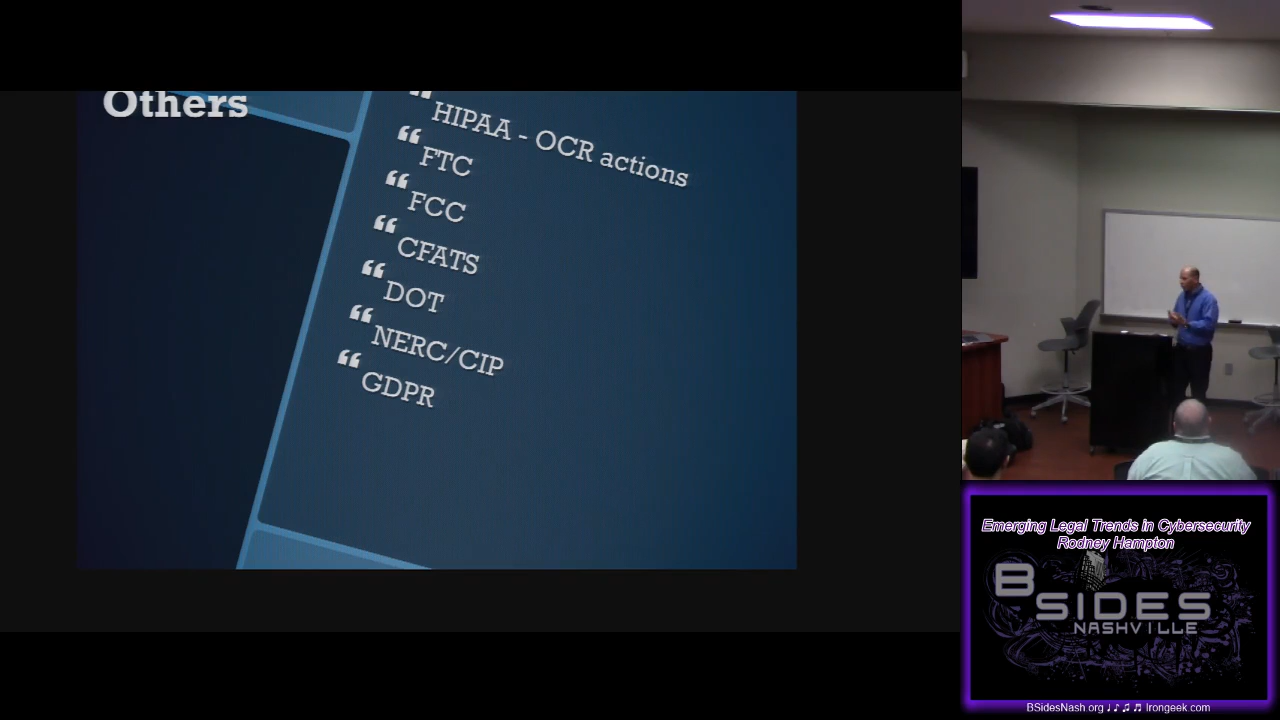 Others
“ HIPAA - OCR actions
“ FTC
“ FCC
“ CFATS
“ DOT
“ NERC/CIP
“ GDPR
Emerging Legal Trends in Cybersecurity
Rodney Hampton
BSIDES
NASHVILLE
BSidesNash.org ♩ ♪ ♫ ♬ Irongeek.com